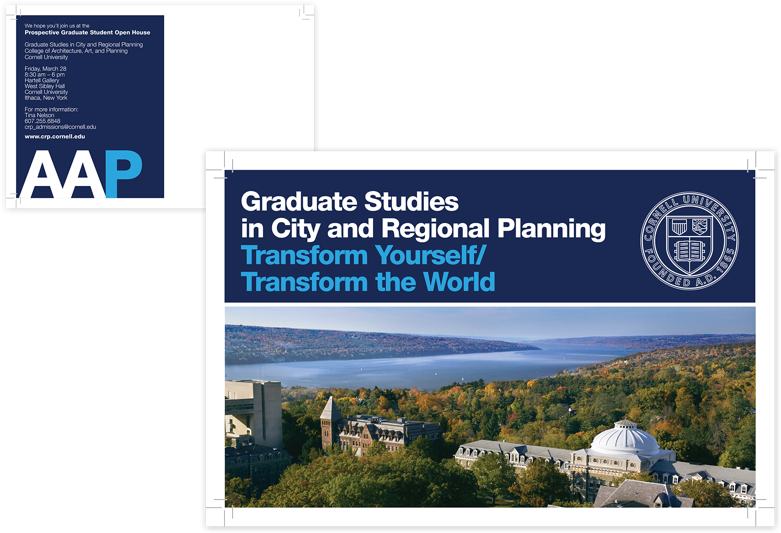 We hope you'll join us at the
Prospective Graduate Student Open House
Graduate Studies in City and Regional Planning
College of Architecture, Art, and Planning
Cornell University
Friday, March 28
8:30 am – 6 pm
Hartell Gallery
West Sibley Hall
Cornell University
Ithaca, New York
For more information:
Tina Nelson
607.255.6848
crp_admissions@cornell.edu
www.crp.cornell.edu
AAP
Graduate Studies
in City and Regional Planning
Transform Yourself/
Transform the World
CORNELL UNIVERSITY
FOUNDED A.D. 1865